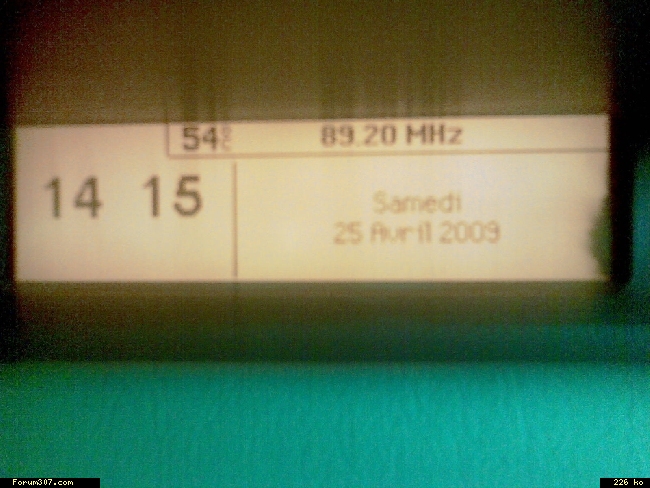 54°C 89.20 MHz
14 15
Samedi
25 Avril 2009
Forum307.com
226 ko